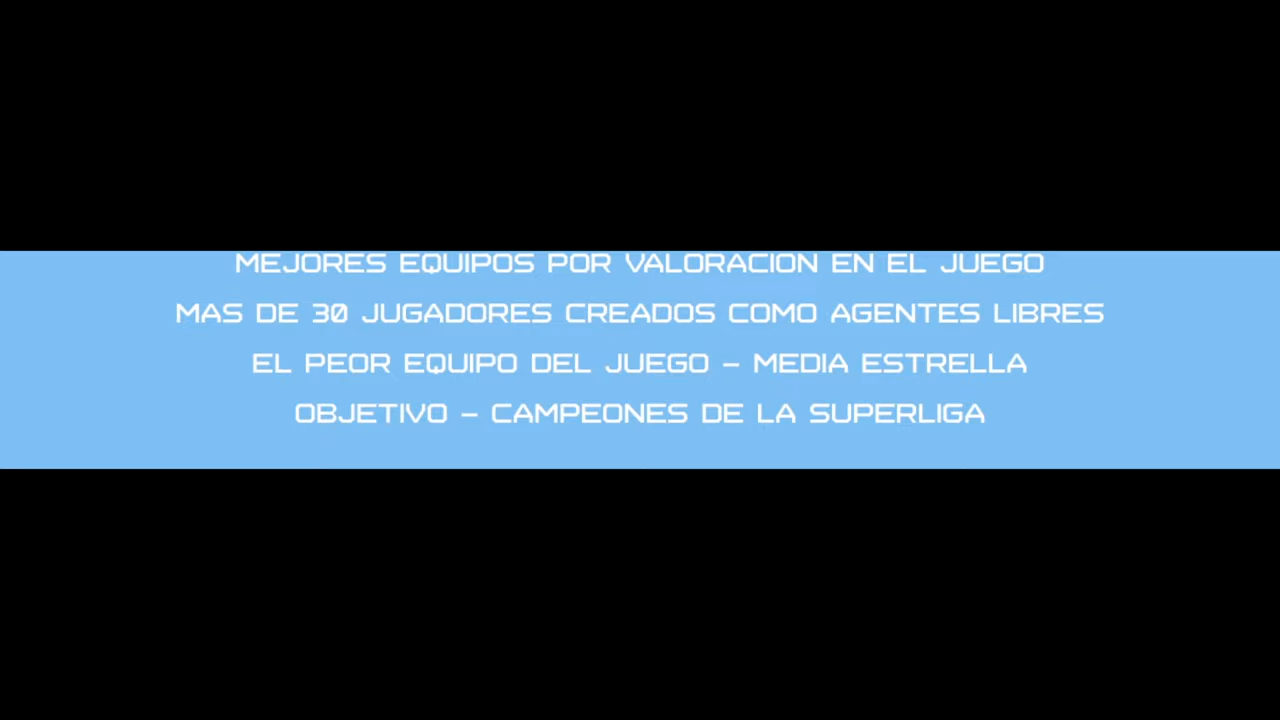 MEJORES EQUIPOS POR VALORACION EN EL JUEGO
MAS DE 30 JUGADORES CREADOS COMO AGENTES LIBRES
EL PEOR EQUIPO DEL JUEGO - MEDIA ESTRELLA
OBJETIVO - CAMPEONES DE LA SUPERLIGA